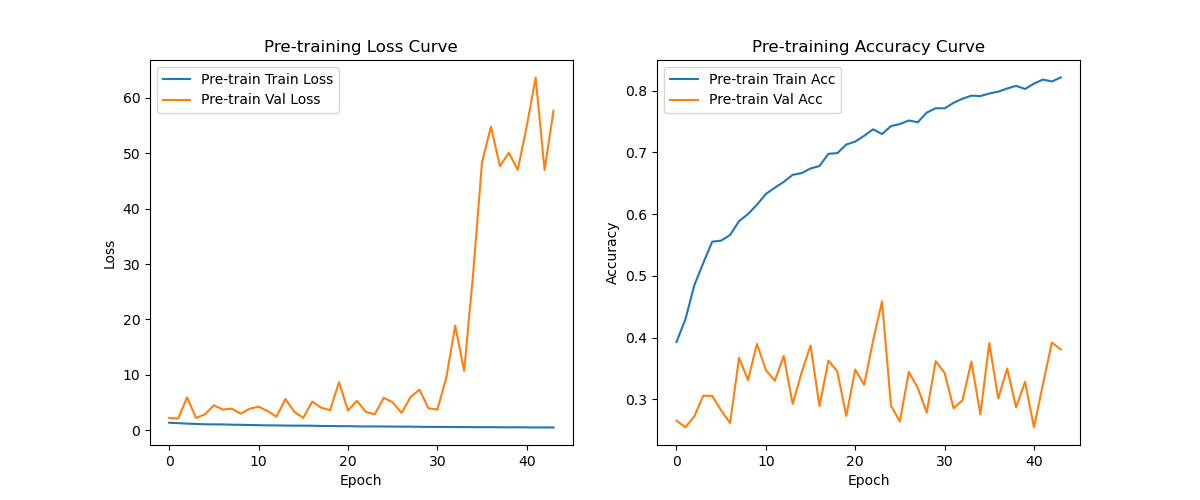 Pre-training Loss Curve
Pre-train Train Loss
Pre-train Val Loss
60
50
40
30
20
10
0
Loss
0 10 20 30 40
Epoch
Pre-training Accuracy Curve
Pre-train Train Acc
Pre-train Val Acc
0.8
0.7
0.6
0.5
0.4
0.3
Accuracy
0 10 20 30 40
Epoch